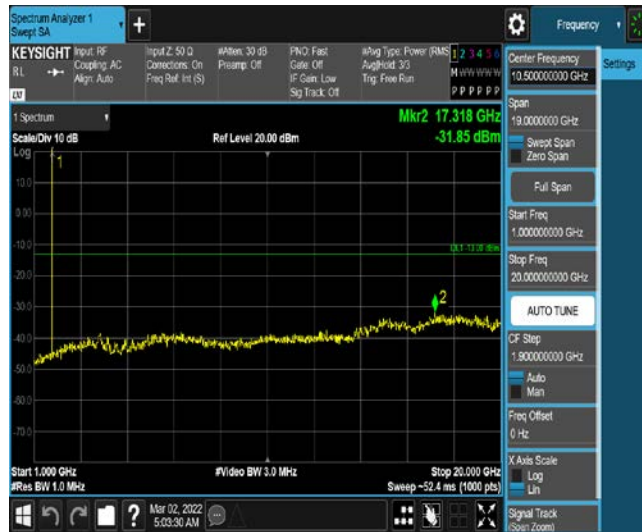 Spectrum Analyzer 1
Swept SA
Frequency
KEYSIGHT
RL
LXI
Input: RF
Coupling: AC
Align: Auto
Input Z: 50 Ω
Corrections: On
Freq Ref: Int (S)
#Atten: 30 dB
Preamp: Off
PNO: Fast
Gate: Off
IF Gain: Low
Sig Track: Off
#Avg Type: Power (RMS
Avg|Hold: 3/3
Trig: Free Run
1 2 3 4 5 6
M W W W W W
P P P P P P
1 Spectrum
Scale/Div 10 dB
Log
Ref Level 20.00 dBm
Mkr2 17.318 GHz
-31.85 dBm
1
10.0
0.00
-10.0
DL1 -13.00 dBm
-20.0
2
-30.0
-40.0
-50.0
-60.0
-70.0
Start 1.000 GHz
#Res BW 1.0 MHz
#Video BW 3.0 MHz
Stop 20.000 GHz
Sweep ~52.4 ms (1000 pts)
Mar 02, 2022
5:03:30 AM
Center Frequency
10.500000000 GHz
Settings
Span
19.0000000 GHz
Swept Span
Zero Span
Full Span
Start Freq
1.000000000 GHz
Stop Freq
20.000000000 GHz
AUTO TUNE
CF Step
1.900000000 GHz
Auto
Man
Freq Offset
0 Hz
X Axis Scale
Log
Lin
Signal Track
(Span Zoom)